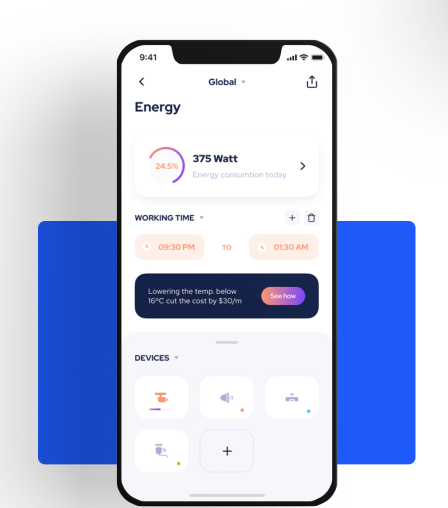 9:41
Global
Energy
24.5%
375 Watt
Energy consumtion today
WORKING TIME
09:30 PM
TO
01:30 AM
Lowering the temp. below
16°C cut the cost by $30/m
See how
DEVICES